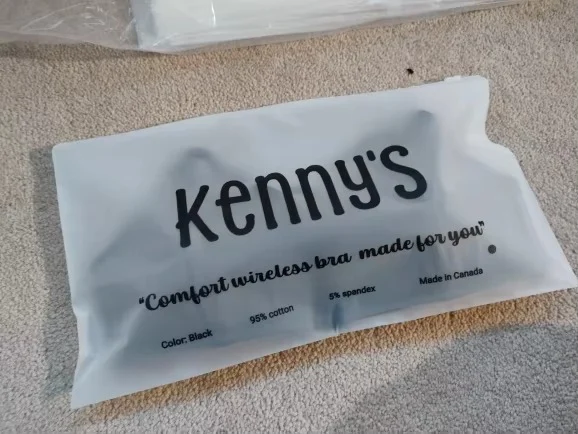 Kenny's
"Comfort wireless bra made for you"
Color: Black 95% cotton 5% spandex Made in Canada